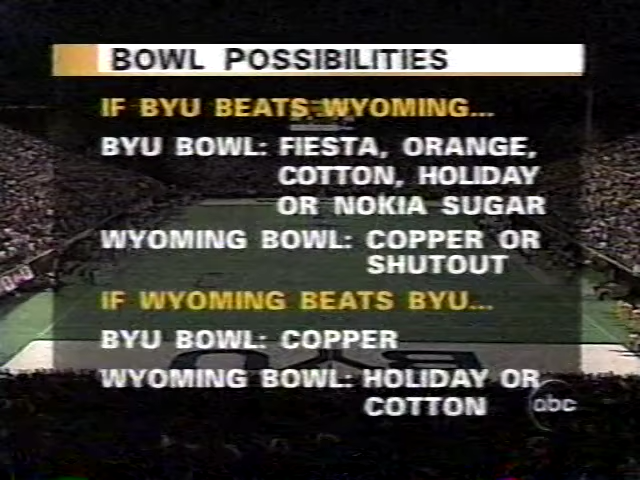 BOWL POSSIBILITIES
IF BYU BEATS WYOMING...
BYU BOWL: FIESTA, ORANGE,
COTTON, HOLIDAY
OR NOKIA SUGAR
WYOMING BOWL: COPPER OR
SHUTOUT
IF WYOMING BEATS BYU...
BYU BOWL: COPPER
WYOMING BOWL: HOLIDAY OR
COTTON
abc
BYU